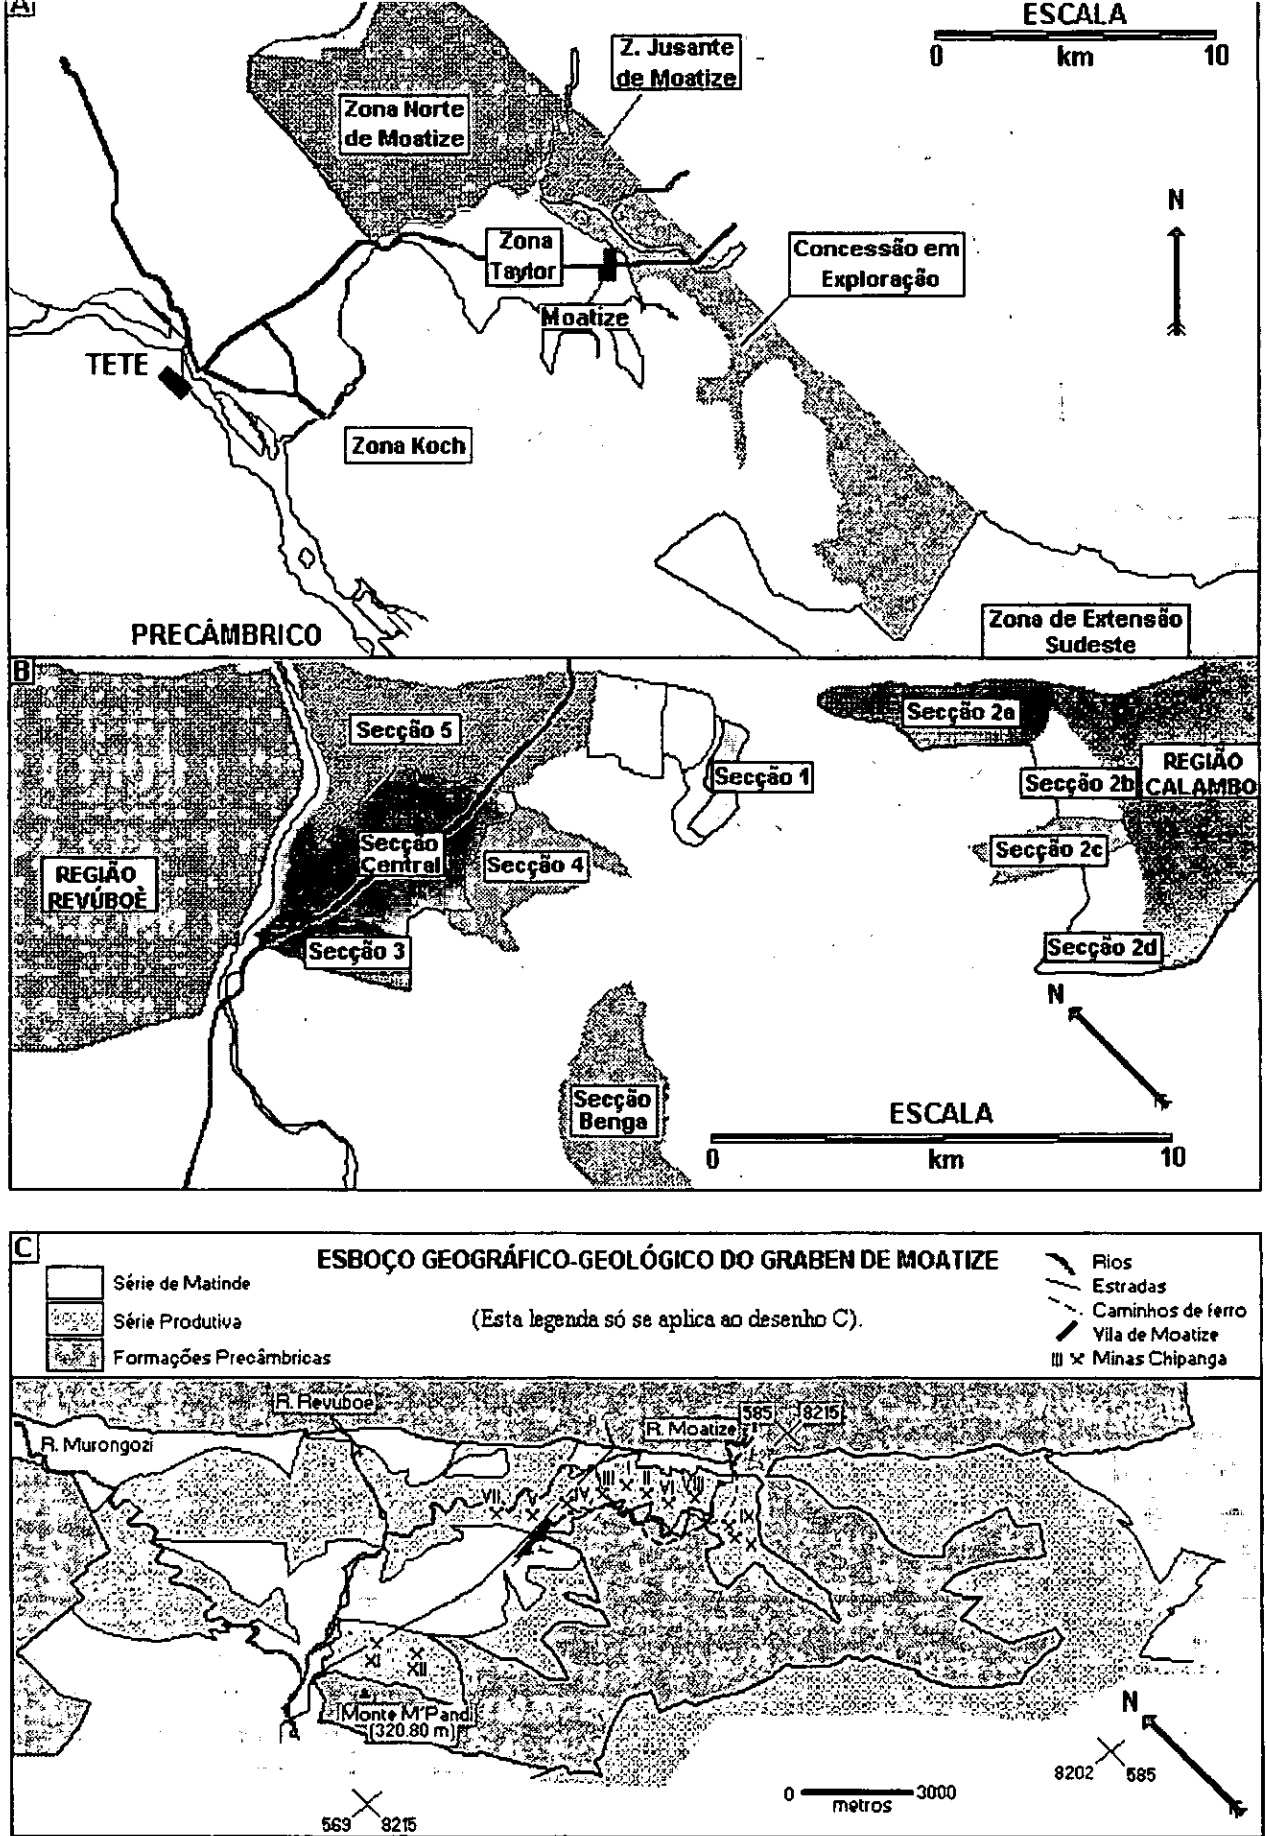 A
ESCALA
0 km 10
Z. Jusante
de Moatize
Zona Norte
de Moatize
N
Zona
Taylor
Concessão em
Exploração
Moatize
TETE
Zona Koch
PRECÂMBRICO
Zona de Extensão
Sudeste
B
Secção 5
Secção 2a
Secção 1
REGIÃO
CALAMBO
Secção 2b
Secção
Central
Secção 4
Secção 2c
REGIÃO
REVÚBOÈ
Secção 3
Secção 2d
N
Secção
Benga
ESCALA
0 km 10
C
ESBOÇO GEOGRÁFICO-GEOLÓGICO DO GRABEN DE MOATIZE
(Esta legenda só se aplica ao desenho C).
Série de Matinde
Série Produtiva
Formações Precâmbricas
Rios
Estradas
Caminhos de ferro
Vila de Moatize
III Minas Chipanga
R. Revuboe
R. Murongozi
R. Moatize
585 8215
VII
V
IV
III
I
II
VI
VIII
IX
XI
XII
Monte M'Pandi
(320.80 m)
N
8202 585
0 3000
metros
569 8215